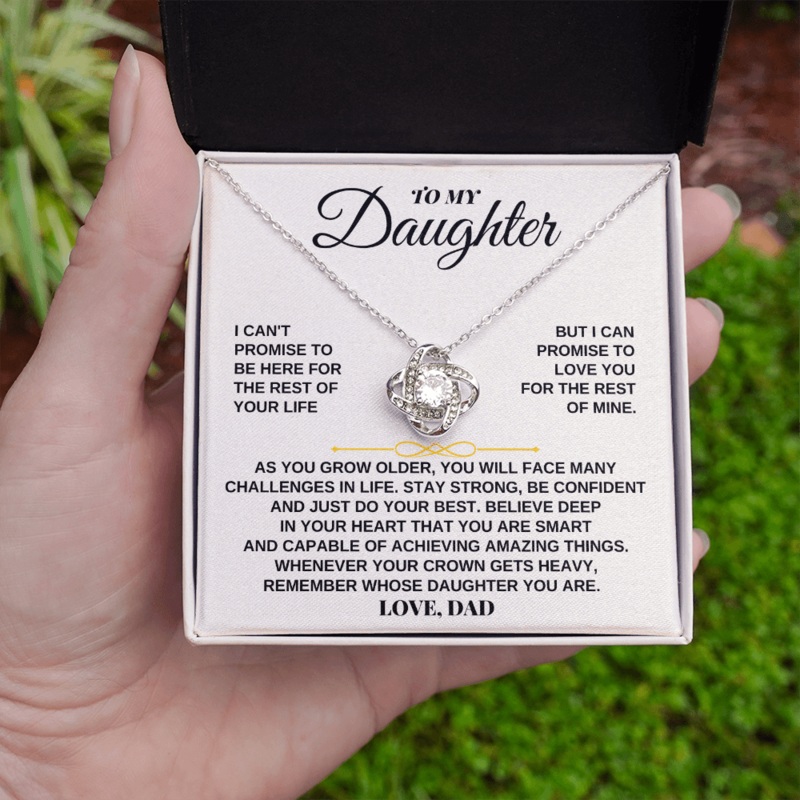 TO MY
Daughter
I CAN'T
PROMISE TO
BE HERE FOR
THE REST OF
YOUR LIFE
BUT I CAN
PROMISE TO
LOVE YOU
FOR THE REST
OF MINE.
AS YOU GROW OLDER, YOU WILL FACE MANY
CHALLENGES IN LIFE. STAY STRONG, BE CONFIDENT
AND JUST DO YOUR BEST. BELIEVE DEEP
IN YOUR HEART THAT YOU ARE SMART
AND CAPABLE OF ACHIEVING AMAZING THINGS.
WHENEVER YOUR CROWN GETS HEAVY,
REMEMBER WHOSE DAUGHTER YOU ARE.
LOVE, DAD